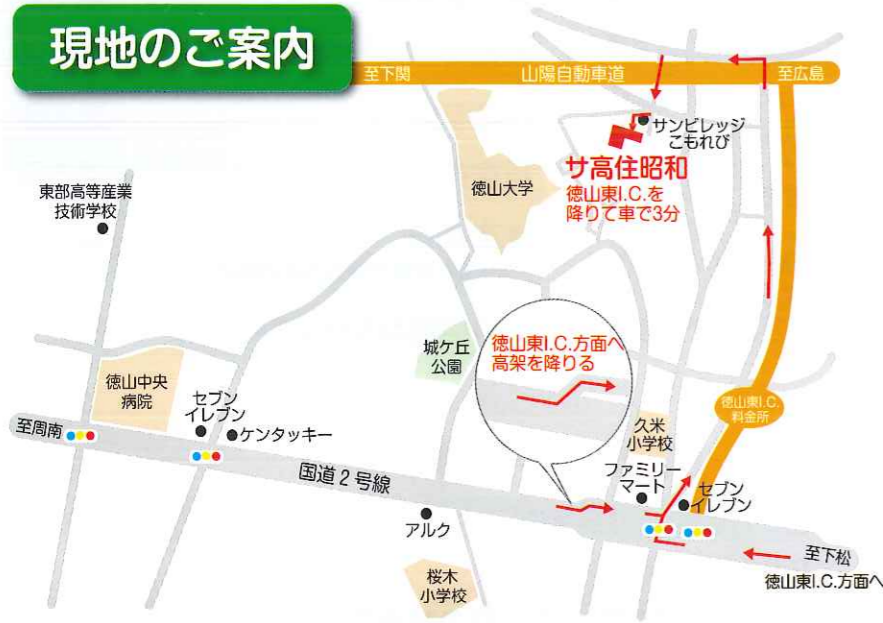 現地のご案内
至下関
山陽自動車道
至広島
サンビレッジ
こもれび
サ高住昭和
徳山東I.C.を
降りて車で3分
徳山大学
東部高等産業
技術学校
城ケ丘
公園
徳山東I.C.方面へ
高架を降りる
徳山中央
病院
セブン
イレブン
ケンタッキー
徳山東I.C.
料金所
久米
小学校
至周南
国道2号線
ファミリー
マート
セブン
イレブン
アルク
至下松
徳山東I.C.方面へ
桜木
小学校